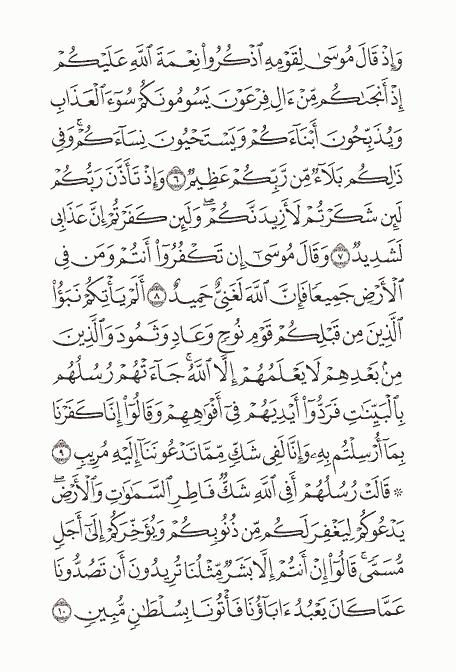 وَإِذۡ قَالَ مُوسَىٰ لِقَوۡمِهِ ٱذۡكُرُواْ نِعۡمَةَ ٱللَّهِ عَلَيۡكُمۡ
إِذۡ أَنجَىٰكُم مِّنۡ ءَالِ فِرۡعَوۡنَ يَسُومُونَكُمۡ سُوٓءَ ٱلۡعَذَابِ
وَيُذَبِّحُونَ أَبۡنَآءَكُمۡ وَيَسۡتَحۡيُونَ نِسَآءَكُمۡۚ وَفِي
ذَٰلِكُم بَلَآءٞ مِّن رَّبِّكُمۡ عَظِيمٞ ٦ وَإِذۡ تَأَذَّنَ رَبُّكُمۡ
لَئِن شَكَرۡتُمۡ لَأَزِيدَنَّكُمۡۖ وَلَئِن كَفَرۡتُمۡ إِنَّ عَذَابِي
لَشَدِيدٞ ٧ وَقَالَ مُوسَىٰٓ إِن تَكۡفُرُوٓاْ أَنتُمۡ وَمَن فِي
ٱلۡأَرۡضِ جَمِيعٗا فَإِنَّ ٱللَّهَ لَغَنِيٌّ حَمِيدٌ ٨ أَلَمۡ يَأۡتِكُمۡ نَبَؤُاْ
ٱلَّذِينَ مِن قَبۡلِكُمۡ قَوۡمِ نُوحٖ وَعَادٖ وَثَمُودَ وَٱلَّذِينَ
مِنۢ بَعۡدِهِمۡ لَا يَعۡلَمُهُمۡ إِلَّا ٱللَّهُۚ جَآءَتۡهُمۡ رُسُلُهُم
بِٱلۡبَيِّنَٰتِ فَرَدُّوٓاْ أَيۡدِيَهُمۡ فِيٓ أَفۡوَٰهِهِمۡ وَقَالُوٓاْ إِنَّا كَفَرۡنَا
بِمَآ أُرۡسِلۡتُم بِهِۦ وَإِنَّا لَفِي شَكّٖ مِّمَّا تَدۡعُونَنَآ إِلَيۡهِ مُرِيبٖ ٩
۞ قَالَتۡ رُسُلُهُمۡ أَفِي ٱللَّهِ شَكّٞ فَاطِرِ ٱلسَّمَٰوَٰتِ وَٱلۡأَرۡضِۖ
يَدۡعُوكُمۡ لِيَغۡفِرَ لَكُم مِّن ذُنُوبِكُمۡ وَيُؤَخِّرَكُمۡ إِلَىٰٓ أَجَلٖ
مُّسَمّٗىۚ قَالُوٓاْ إِنۡ أَنتُمۡ إِلَّا بَشَرٞ مِّثۡلُنَا تُرِيدُونَ أَن تَصُدُّونَا
عَمَّا كَانَ يَعۡبُدُ ءَابَآؤُنَا فَأۡتُونَا بِسُلۡطَٰنٖ مُّبِينٖ ١٠